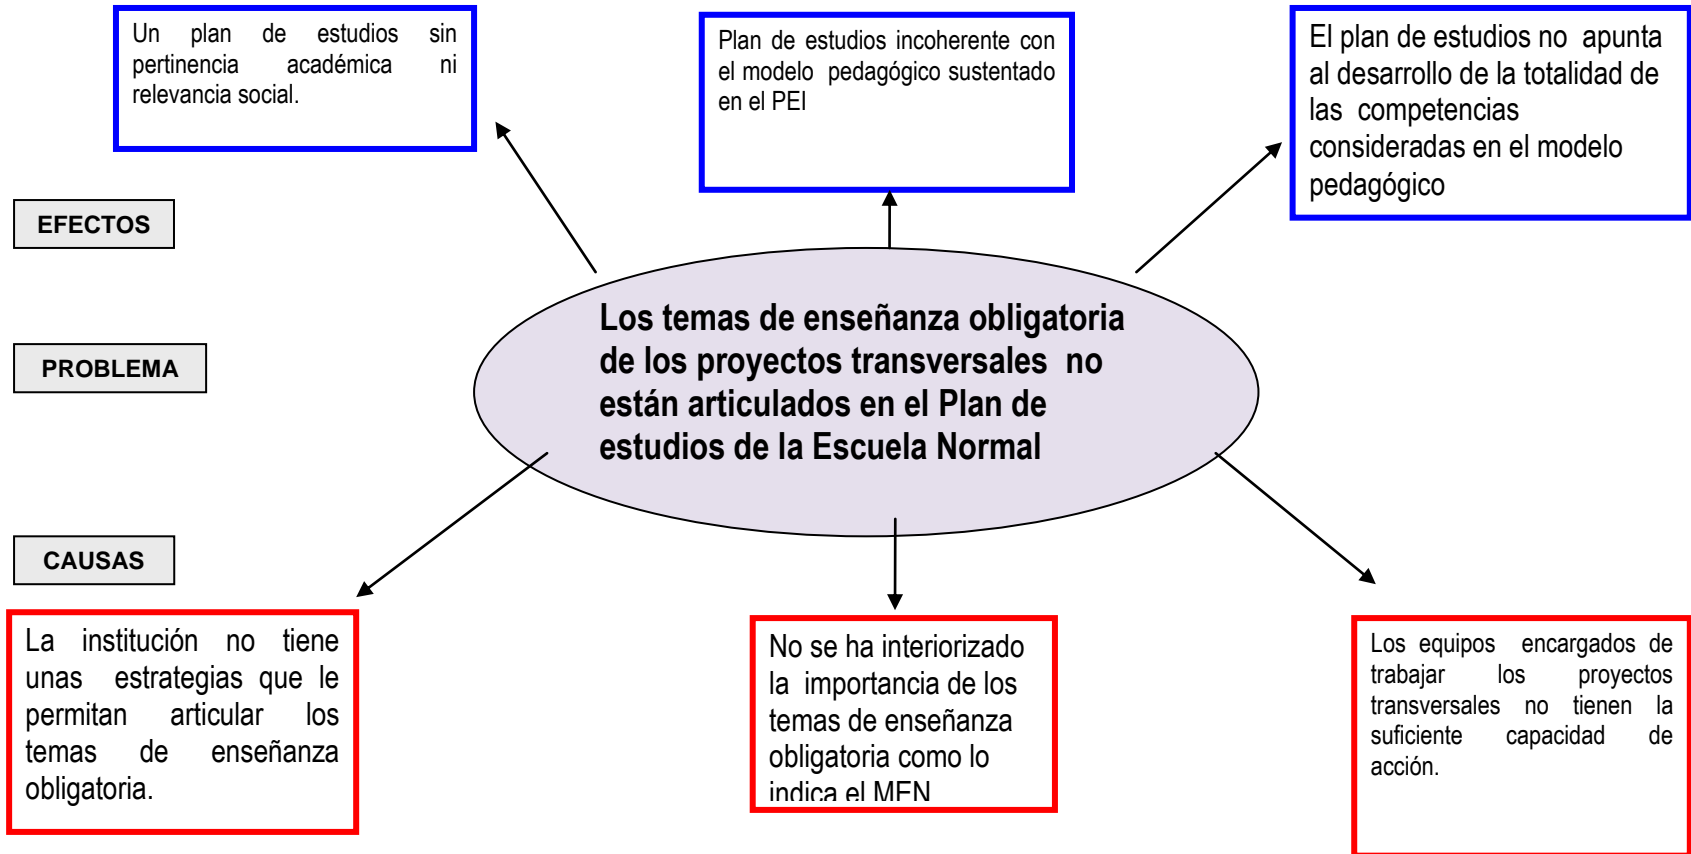 Un plan de estudios sin
pertinencia académica ni
relevancia social.
Plan de estudios incoherente con
el modelo pedagógico sustentado
en el PEI
El plan de estudios no apunta
al desarrollo de la totalidad de
las competencias
consideradas en el modelo
pedagógico
EFECTOS
Los temas de enseñanza obligatoria
de los proyectos transversales no
están articulados en el Plan de
estudios de la Escuela Normal
PROBLEMA
CAUSAS
La institución no tiene
unas estrategias que le
permitan articular los
temas de enseñanza
obligatoria.
No se ha interiorizado
la importancia de los
temas de enseñanza
obligatoria como lo
indica el MEN
Los equipos encargados de
trabajar los proyectos
transversales no tienen la
suficiente capacidad de
acción.